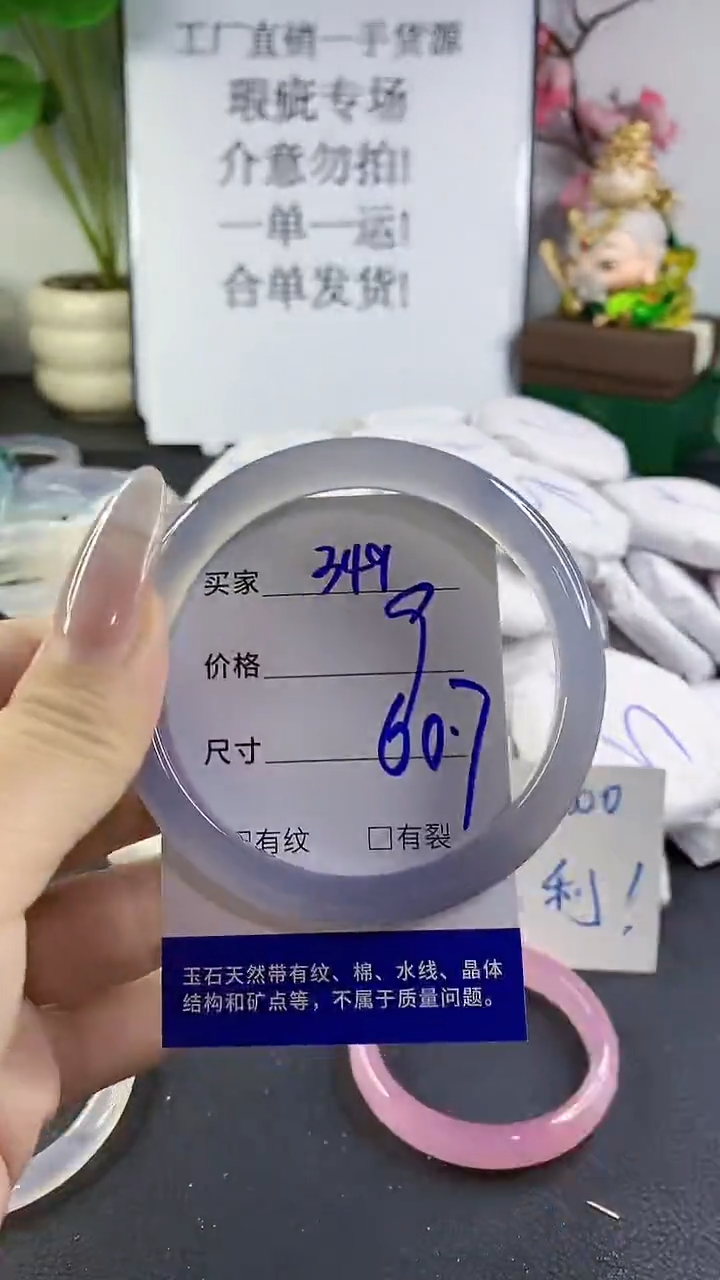 工厂直销一手货源
瑕疵专场
介意勿拍!
一单一运!
合单发货!
买家 349
价格 9
尺寸 60.7
有纹 □有裂
00
利!
玉石天然带有纹、棉、水线、晶体
结构和矿点等，不属于质量问题。